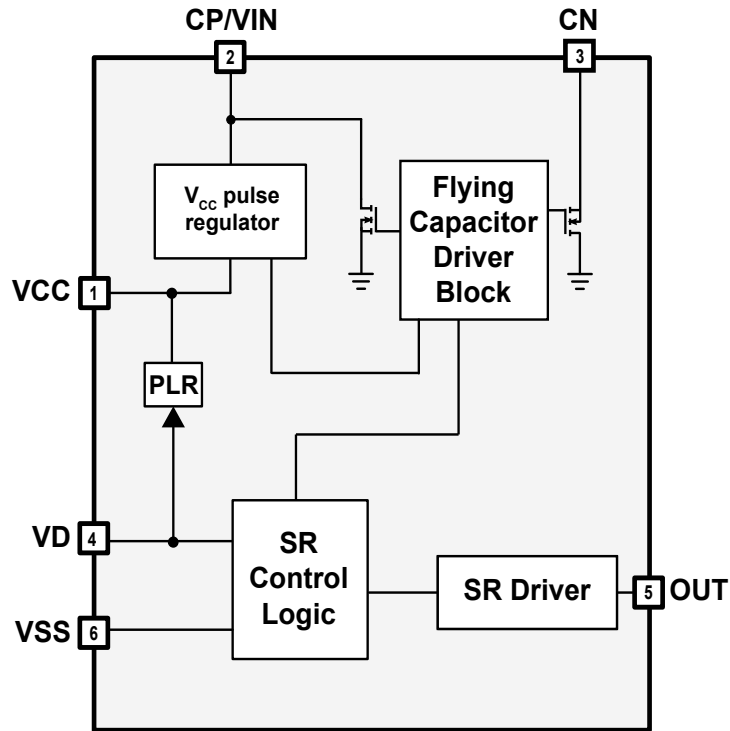 CP/VIN
CN
2
3
VCC pulse
regulator
Flying
Capacitor
Driver
Block
VCC
1
PLR
VD
4
SR
Control
Logic
SR Driver
5
OUT
VSS
6